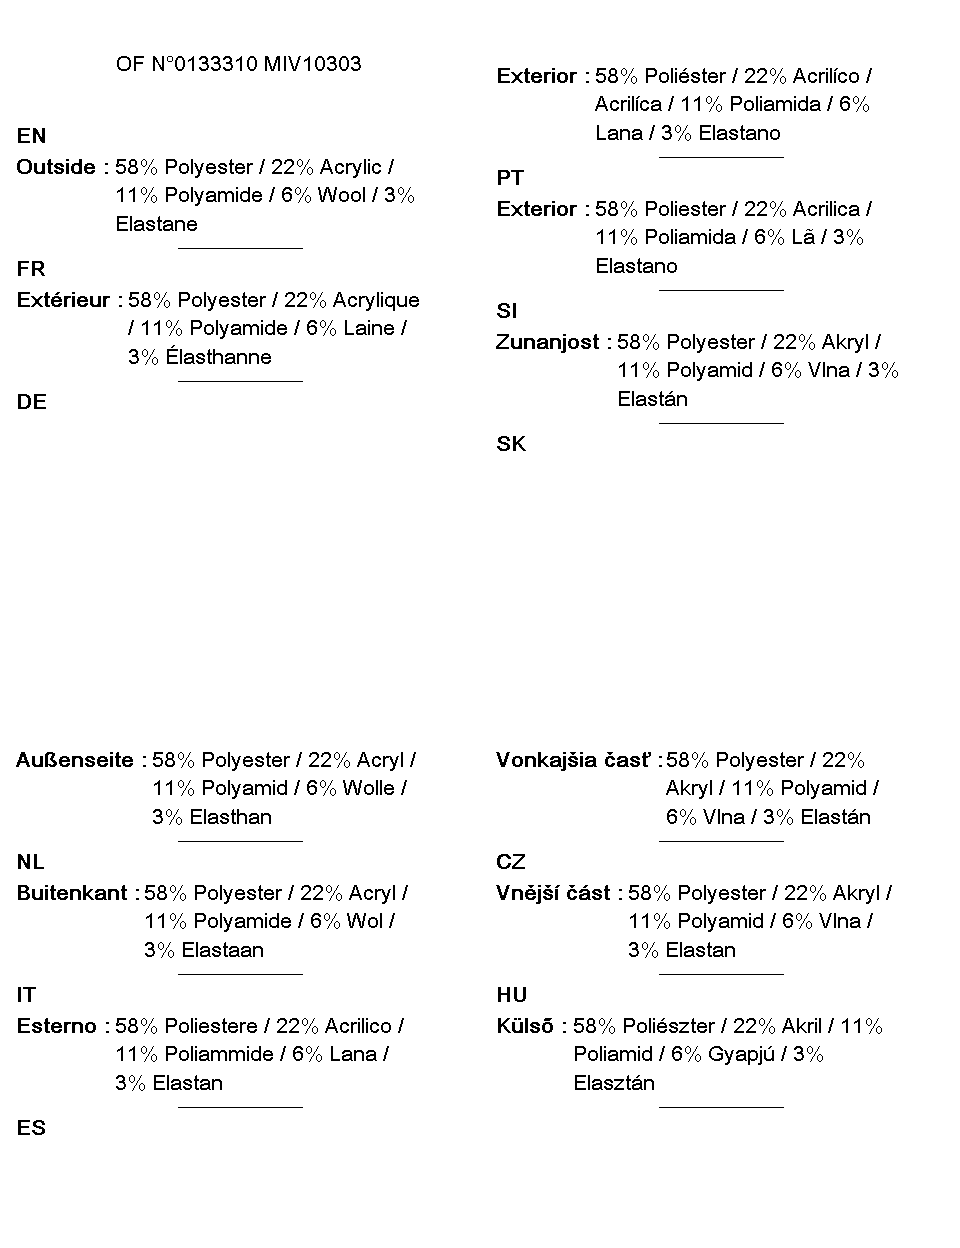 OF N°0133310 MIV10303
EN
Outside : 58% Polyester / 22% Acrylic /
11% Polyamide / 6% Wool / 3%
Elastane
FR
Extérieur : 58% Polyester / 22% Acrylique
/ 11% Polyamide / 6% Laine /
3% Élasthanne
DE
Außenseite : 58% Polyester / 22% Acryl /
11% Polyamid / 6% Wolle /
3% Elasthan
NL
Buitenkant : 58% Polyester / 22% Acryl /
11% Polyamide / 6% Wol /
3% Elastaan
IT
Esterno : 58% Poliestere / 22% Acrilico /
11% Poliammide / 6% Lana /
3% Elastan
ES
Exterior : 58% Poliéster / 22% Acrilíco /
Acrilíca / 11% Poliamida / 6%
Lana / 3% Elastano
PT
Exterior : 58% Poliester / 22% Acrilica /
11% Poliamida / 6% Lã / 3%
Elastano
SI
Zunanjost : 58% Polyester / 22% Akryl /
11% Polyamid / 6% Vlna / 3%
Elastán
SK
Vonkajšia časť : 58% Polyester / 22%
Akryl / 11% Polyamid /
6% Vlna / 3% Elastán
CZ
Vnější část : 58% Polyester / 22% Akryl /
11% Polyamid / 6% Vlna /
3% Elastan
HU
Külső : 58% Poliészter / 22% Akril / 11%
Poliamid / 6% Gyapjú / 3%
Elasztán